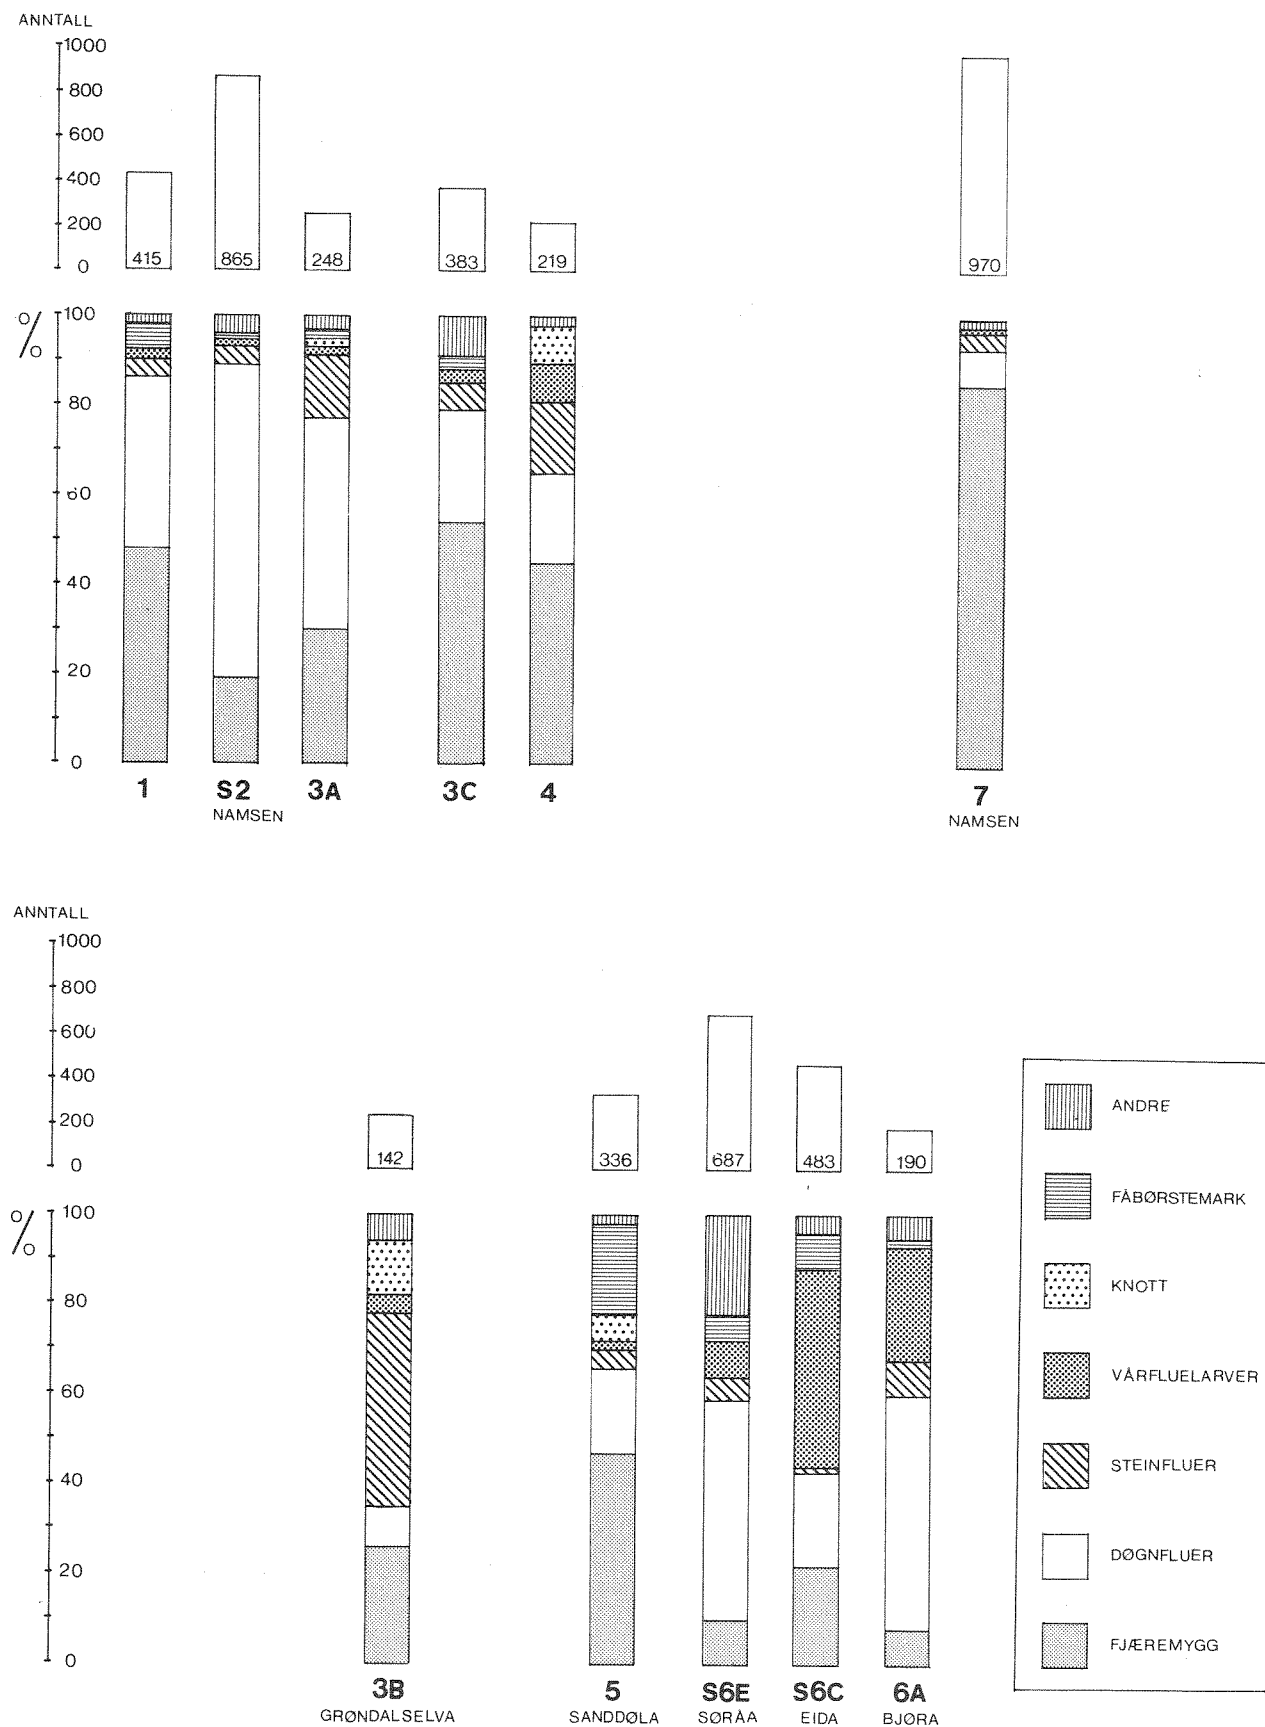 ANNTALL
1000
800
600
400
200
0
415 865 248 383 219 970
%
100
80
60
40
20
0
1 S2 3A 3C 4 7
NAMSEN NAMSEN
ANNTALL
1000
800
600
400
200
0
142 336 687 483 190
%
100
80
60
40
20
0
3B 5 S6E S6C 6A
GRØNDALSELVA SANDDØLA SØRÅA EIDA BJØRA
ANDRE
FÅBØRSTEMARK
KNOTT
VÅRFLUELARVER
STEINFLUER
DØGNFLUER
FJÆREMYGG